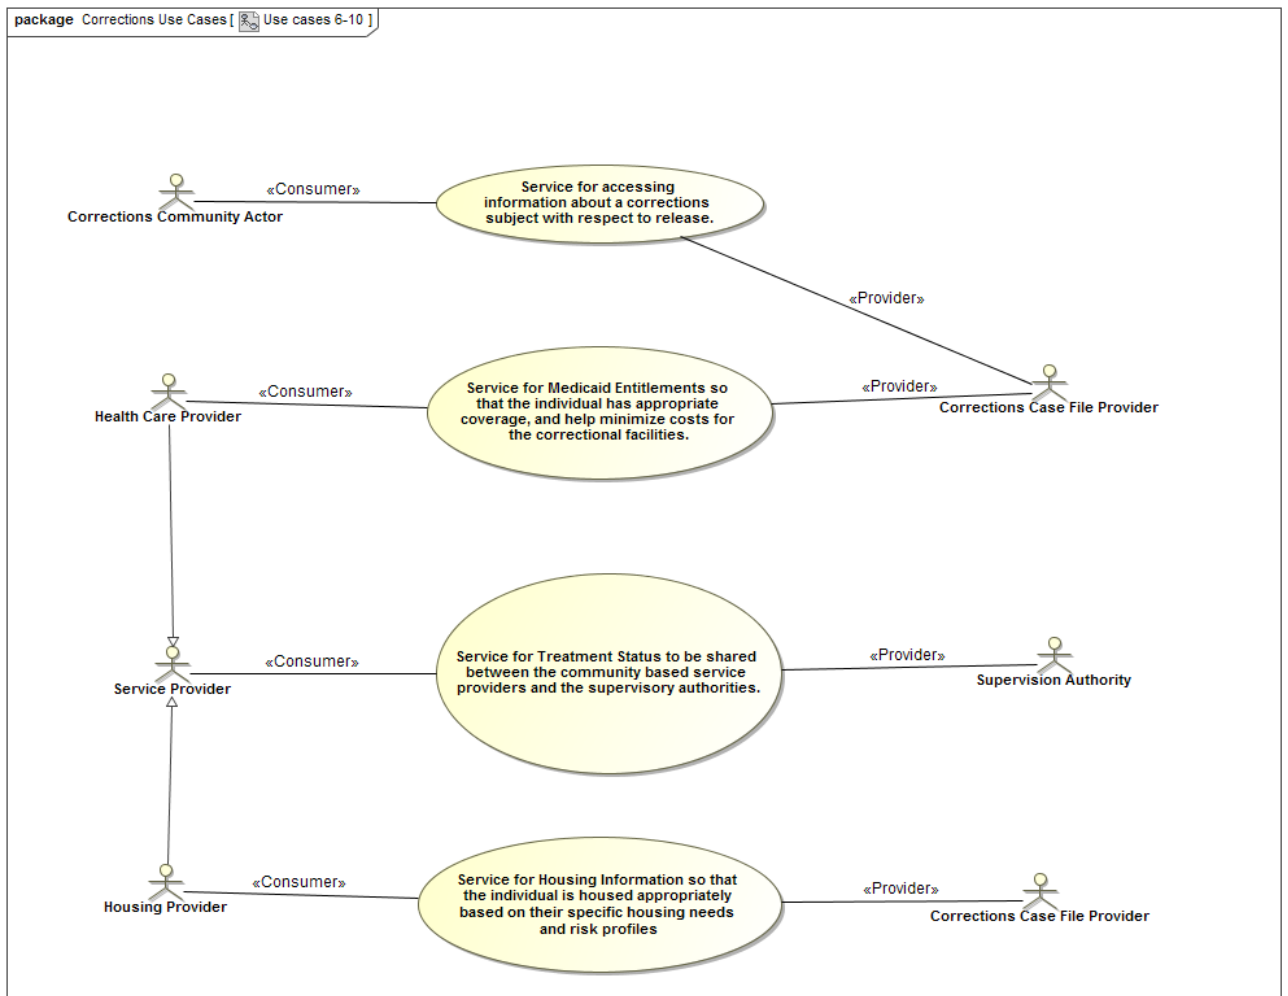 package Corrections Use Cases [ Use cases 6-10 ]
Service for accessing
information about a corrections
subject with respect to release.
«Consumer»
Corrections Community Actor
«Provider»
Service for Medicaid Entitlements so
that the individual has appropriate
coverage, and help minimize costs for
the correctional facilities.
«Consumer»
Health Care Provider
«Provider»
Corrections Case File Provider
Service for Treatment Status to be shared
between the community based service
providers and the supervisory authorities.
«Consumer»
Service Provider
«Provider»
Supervision Authority
Service for Housing Information so that
the individual is housed appropriately
based on their specific housing needs
and risk profiles
«Consumer»
Housing Provider
«Provider»
Corrections Case File Provider